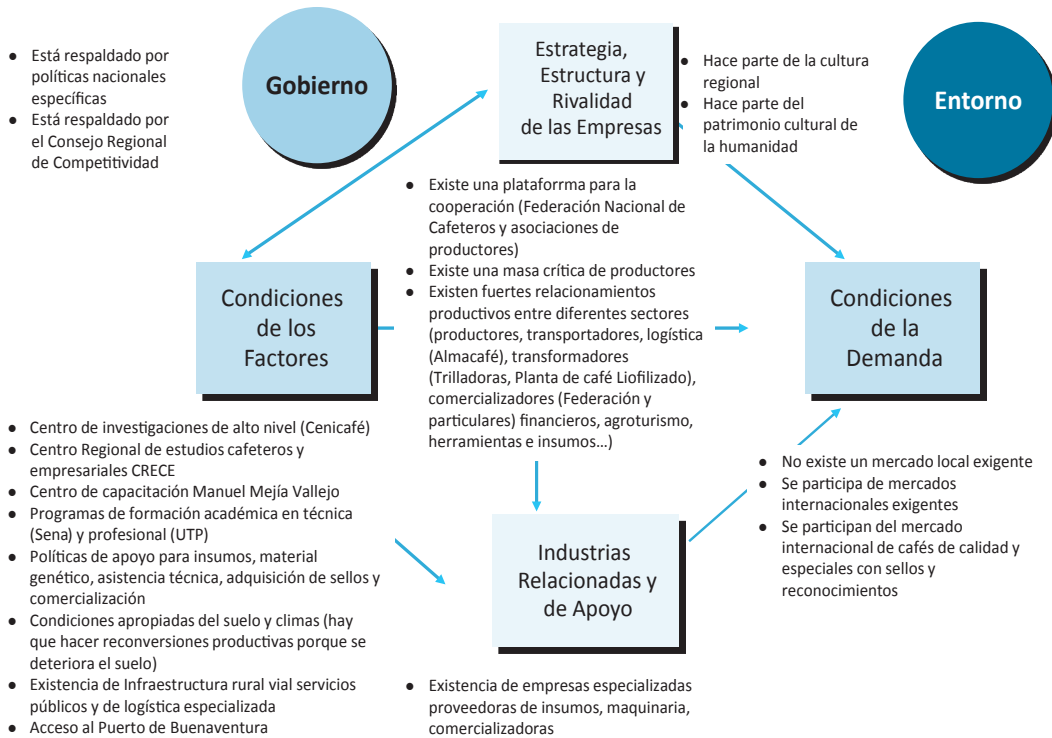 ● Está respaldado por
políticas nacionales
específicas
● Está respaldado por
el Consejo Regional
de Competitividad
Gobierno
Estrategia,
Estructura y
Rivalidad
de las Empresas
● Hace parte de la cultura
regional
● Hace parte del
patrimonio cultural de
la humanidad
Entorno
● Existe una plataforrma para la
cooperación (Federación Nacional de
Cafeteros y asociaciones de
productores)
● Existe una masa crítica de productores
● Existen fuertes relacionamientos
productivos entre diferentes sectores
(productores, transportadores, logística
(Almacafé), transformadores
(Trilladoras, Planta de café Liofilizado),
comercializadores (Federación y
particulares) financieros, agroturismo,
herramientas e insumos…)
Condiciones
de los
Factores
Condiciones
de la
Demanda
● Centro de investigaciones de alto nivel (Cenicafé)
● Centro Regional de estudios cafeteros y
empresariales CRECE
● Centro de capacitación Manuel Mejía Vallejo
● Programas de formación académica en técnica
(Sena) y profesional (UTP)
● Políticas de apoyo para insumos, material
genético, asistencia técnica, adquisición de sellos y
comercialización
● Condiciones apropiadas del suelo y climas (hay
que hacer reconversiones productivas porque se
deteriora el suelo)
● Existencia de Infraestructura rural vial servicios
públicos y de logística especializada
● Acceso al Puerto de Buenaventura
Industrias
Relacionadas y
de Apoyo
● Existencia de empresas especializadas
proveedoras de insumos, maquinaria,
comercializadoras
● No existe un mercado local exigente
● Se participa de mercados
internacionales exigentes
● Se participan del mercado
internacional de cafés de calidad y
especiales con sellos y
reconocimientos